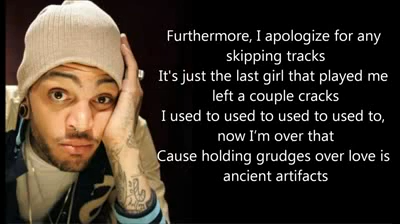 Furthermore, I apologize for any
skipping tracks
It's just the last girl that played me
left a couple cracks
I used to used to used to used to,
now I'm over that
Cause holding grudges over love is
ancient artifacts